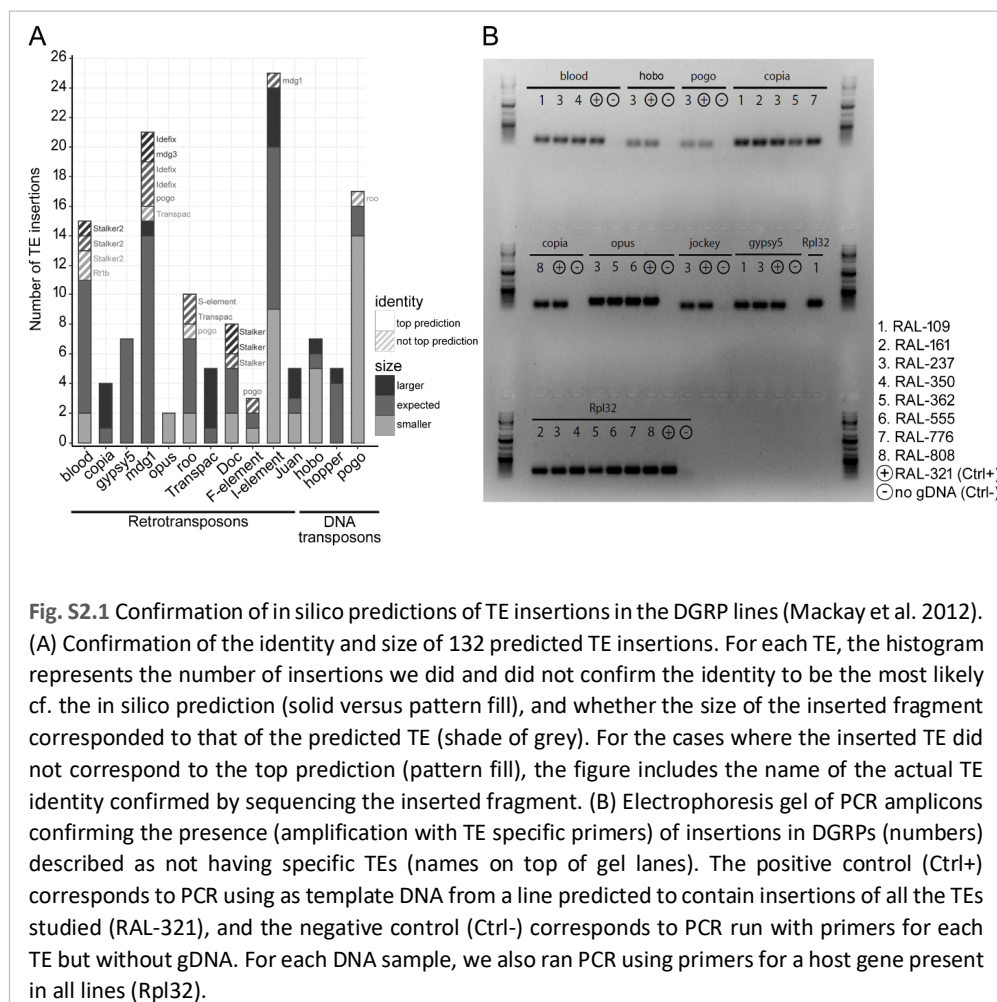 A
26
24
22
20
18
16
14
12
10
8
6
4
2
0
Number of TE insertions
Stalker2
Stalker2
Stalker2
Rt1b
Idefix
mdg3
Idefix
Idefix
pogo
Transpac
S-element
Transpac
pogo
Stalker
Stalker
Stalker
pogo
mdg1
roo
blood
copia
gypsy5
mdg1
opus
roo
Transpac
Doc
F-element
I-element
Juan
hobo
hopper
pogo
Retrotransposons
DNA
transposons
identity
top prediction
not top prediction
size
larger
expected
smaller
B
blood hobo pogo copia
1 3 4 + - 3 + - 3 + - 1 2 3 5 7
copia opus jockey gypsy5 Rpl32
8 + - 3 5 6 + - 3 + - 1 3 + - 1
Rpl32
2 3 4 5 6 7 8 + -
1. RAL-109
2. RAL-161
3. RAL-237
4. RAL-350
5. RAL-362
6. RAL-555
7. RAL-776
8. RAL-808
+ RAL-321 (Ctrl+)
- no gDNA (Ctrl-)
Fig. S2.1 Confirmation of in silico predictions of TE insertions in the DGRP lines (Mackay et al. 2012).
(A) Confirmation of the identity and size of 132 predicted TE insertions. For each TE, the histogram
represents the number of insertions we did and did not confirm the identity to be the most likely
cf. the in silico prediction (solid versus pattern fill), and whether the size of the inserted fragment
corresponded to that of the predicted TE (shade of grey). For the cases where the inserted TE did
not correspond to the top prediction (pattern fill), the figure includes the name of the actual TE
identity confirmed by sequencing the inserted fragment. (B) Electrophoresis gel of PCR amplicons
confirming the presence (amplification with TE specific primers) of insertions in DGRPs (numbers)
described as not having specific TEs (names on top of gel lanes). The positive control (Ctrl+)
corresponds to PCR using as template DNA from a line predicted to contain insertions of all the TEs
studied (RAL-321), and the negative control (Ctrl-) corresponds to PCR run with primers for each
TE but without gDNA. For each DNA sample, we also ran PCR using primers for a host gene present
in all lines (Rpl32).